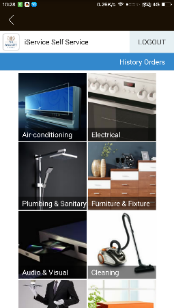 iService Self Service
LOGOUT
History Orders
Air-conditioning
Electrical
Plumbing & Sanitary
Furniture & Fixture
Audio & Visual
Cleaning